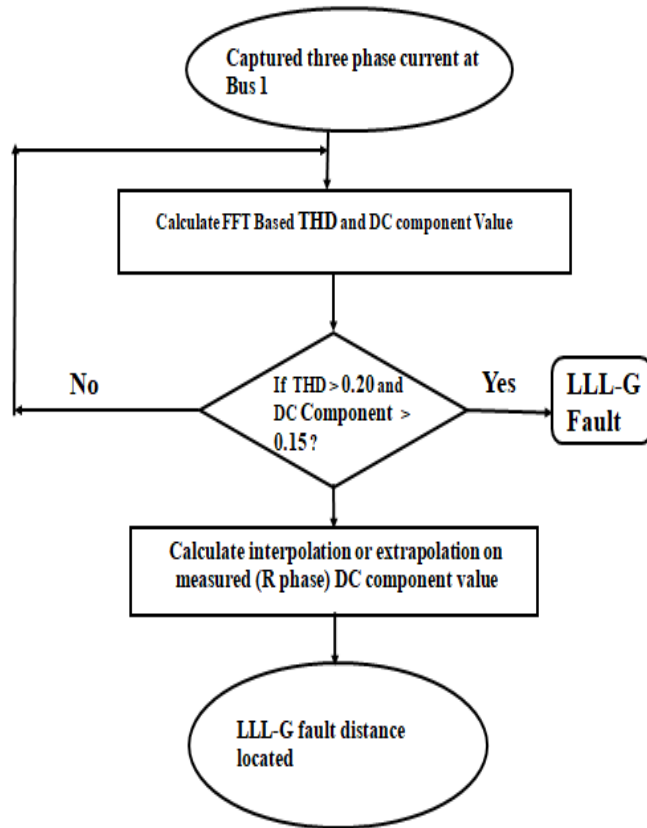 Captured three phase current at
Bus 1
Calculate FFT Based THD and DC component Value
No
If THD > 0.20 and
DC Component >
0.15 ?
Yes
LLL-G
Fault
Calculate interpolation or extrapolation on
measured (R phase) DC component value
LLL-G fault distance
located